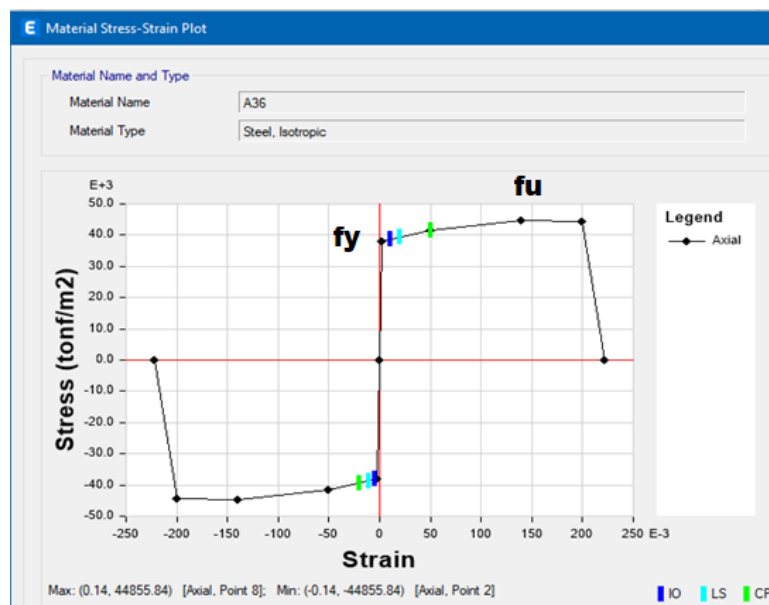 E Material Stress-Strain Plot
Material Name and Type
Material Name A36
Material Type Steel, Isotropic
E+3
50.0
40.0
30.0
20.0
10.0
0.0
-10.0
-20.0
-30.0
-40.0
-50.0
Stress (tonf/m2)
fy
fu
Legend
Axial
-250 -200 -150 -100 -50 0 50 100 150 200 250 E-3
Strain
Max: (0.14, 44855.84) [Axial, Point 8]; Min: (-0.14, -44855.84) [Axial, Point 2]
IO LS CP